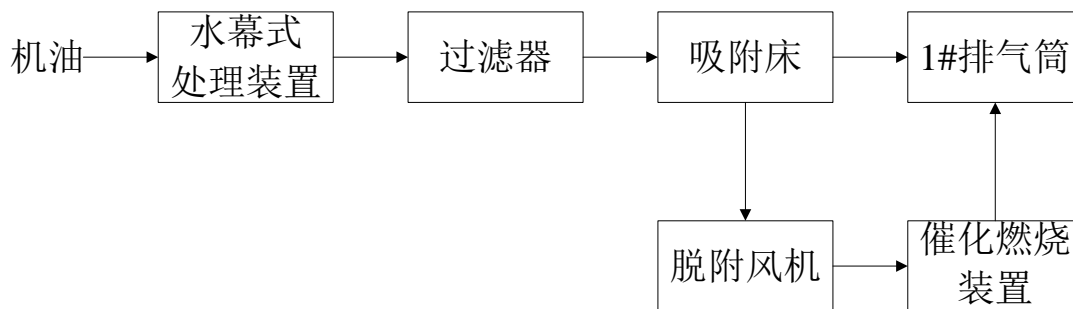 机油
水幕式
处理装置
过滤器
吸附床
1#排气筒
脱附风机
催化燃烧
装置